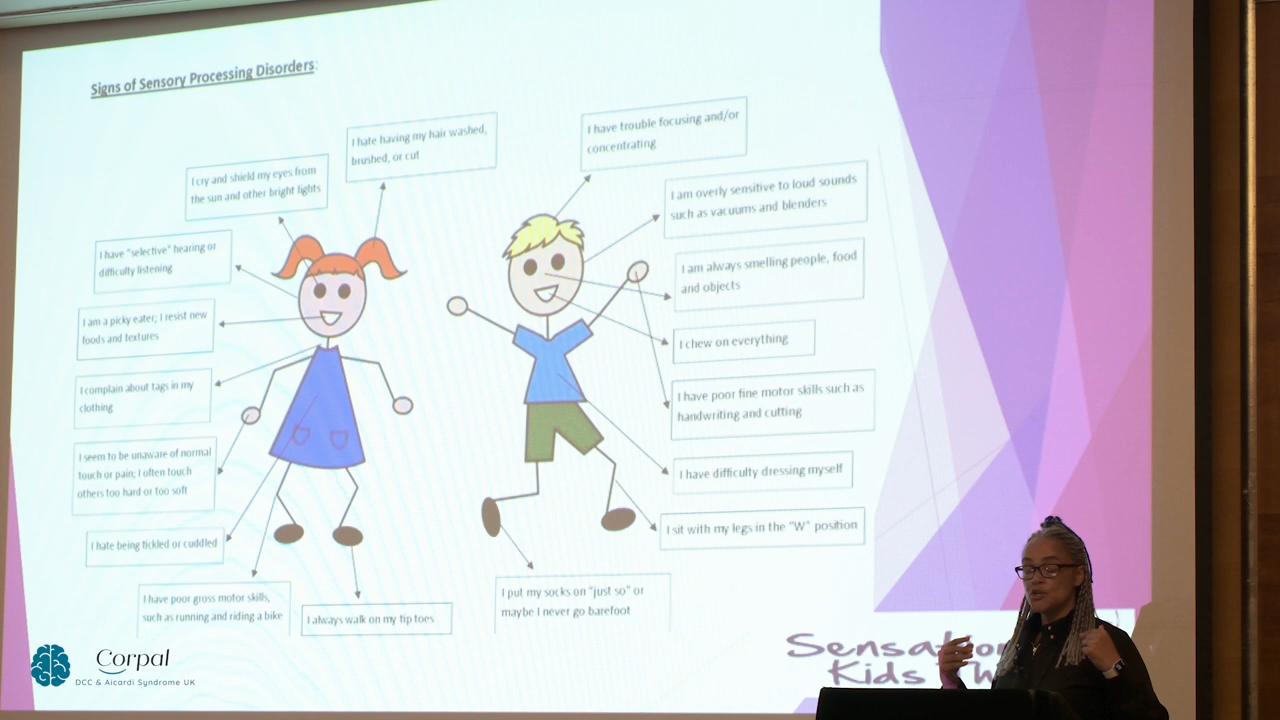 Signs of Sensory Processing Disorders:
I hate having my hair washed,
brushed, or cut
I cry and shield my eyes from
the sun and other bright lights
I have "selective" hearing or
difficulty listening
I am a picky eater; I resist new
foods and textures
I complain about tags in my
clothing
I seem to be unaware of normal
touch or pain; I often touch
others too hard or too soft
I hate being tickled or cuddled
I have poor gross motor skills,
such as running and riding a bike
I always walk on my tip toes
I have trouble focusing and/or
concentrating
I am overly sensitive to loud sounds
such as vacuums and blenders
I am always smelling people, food
and objects
I chew on everything
I have poor fine motor skills such as
handwriting and cutting
I have difficulty dressing myself
I sit with my legs in the "W" position
I put my socks on "just so" or
maybe I never go barefoot
Corpal
DCC & Aicardi Syndrome UK
Kids